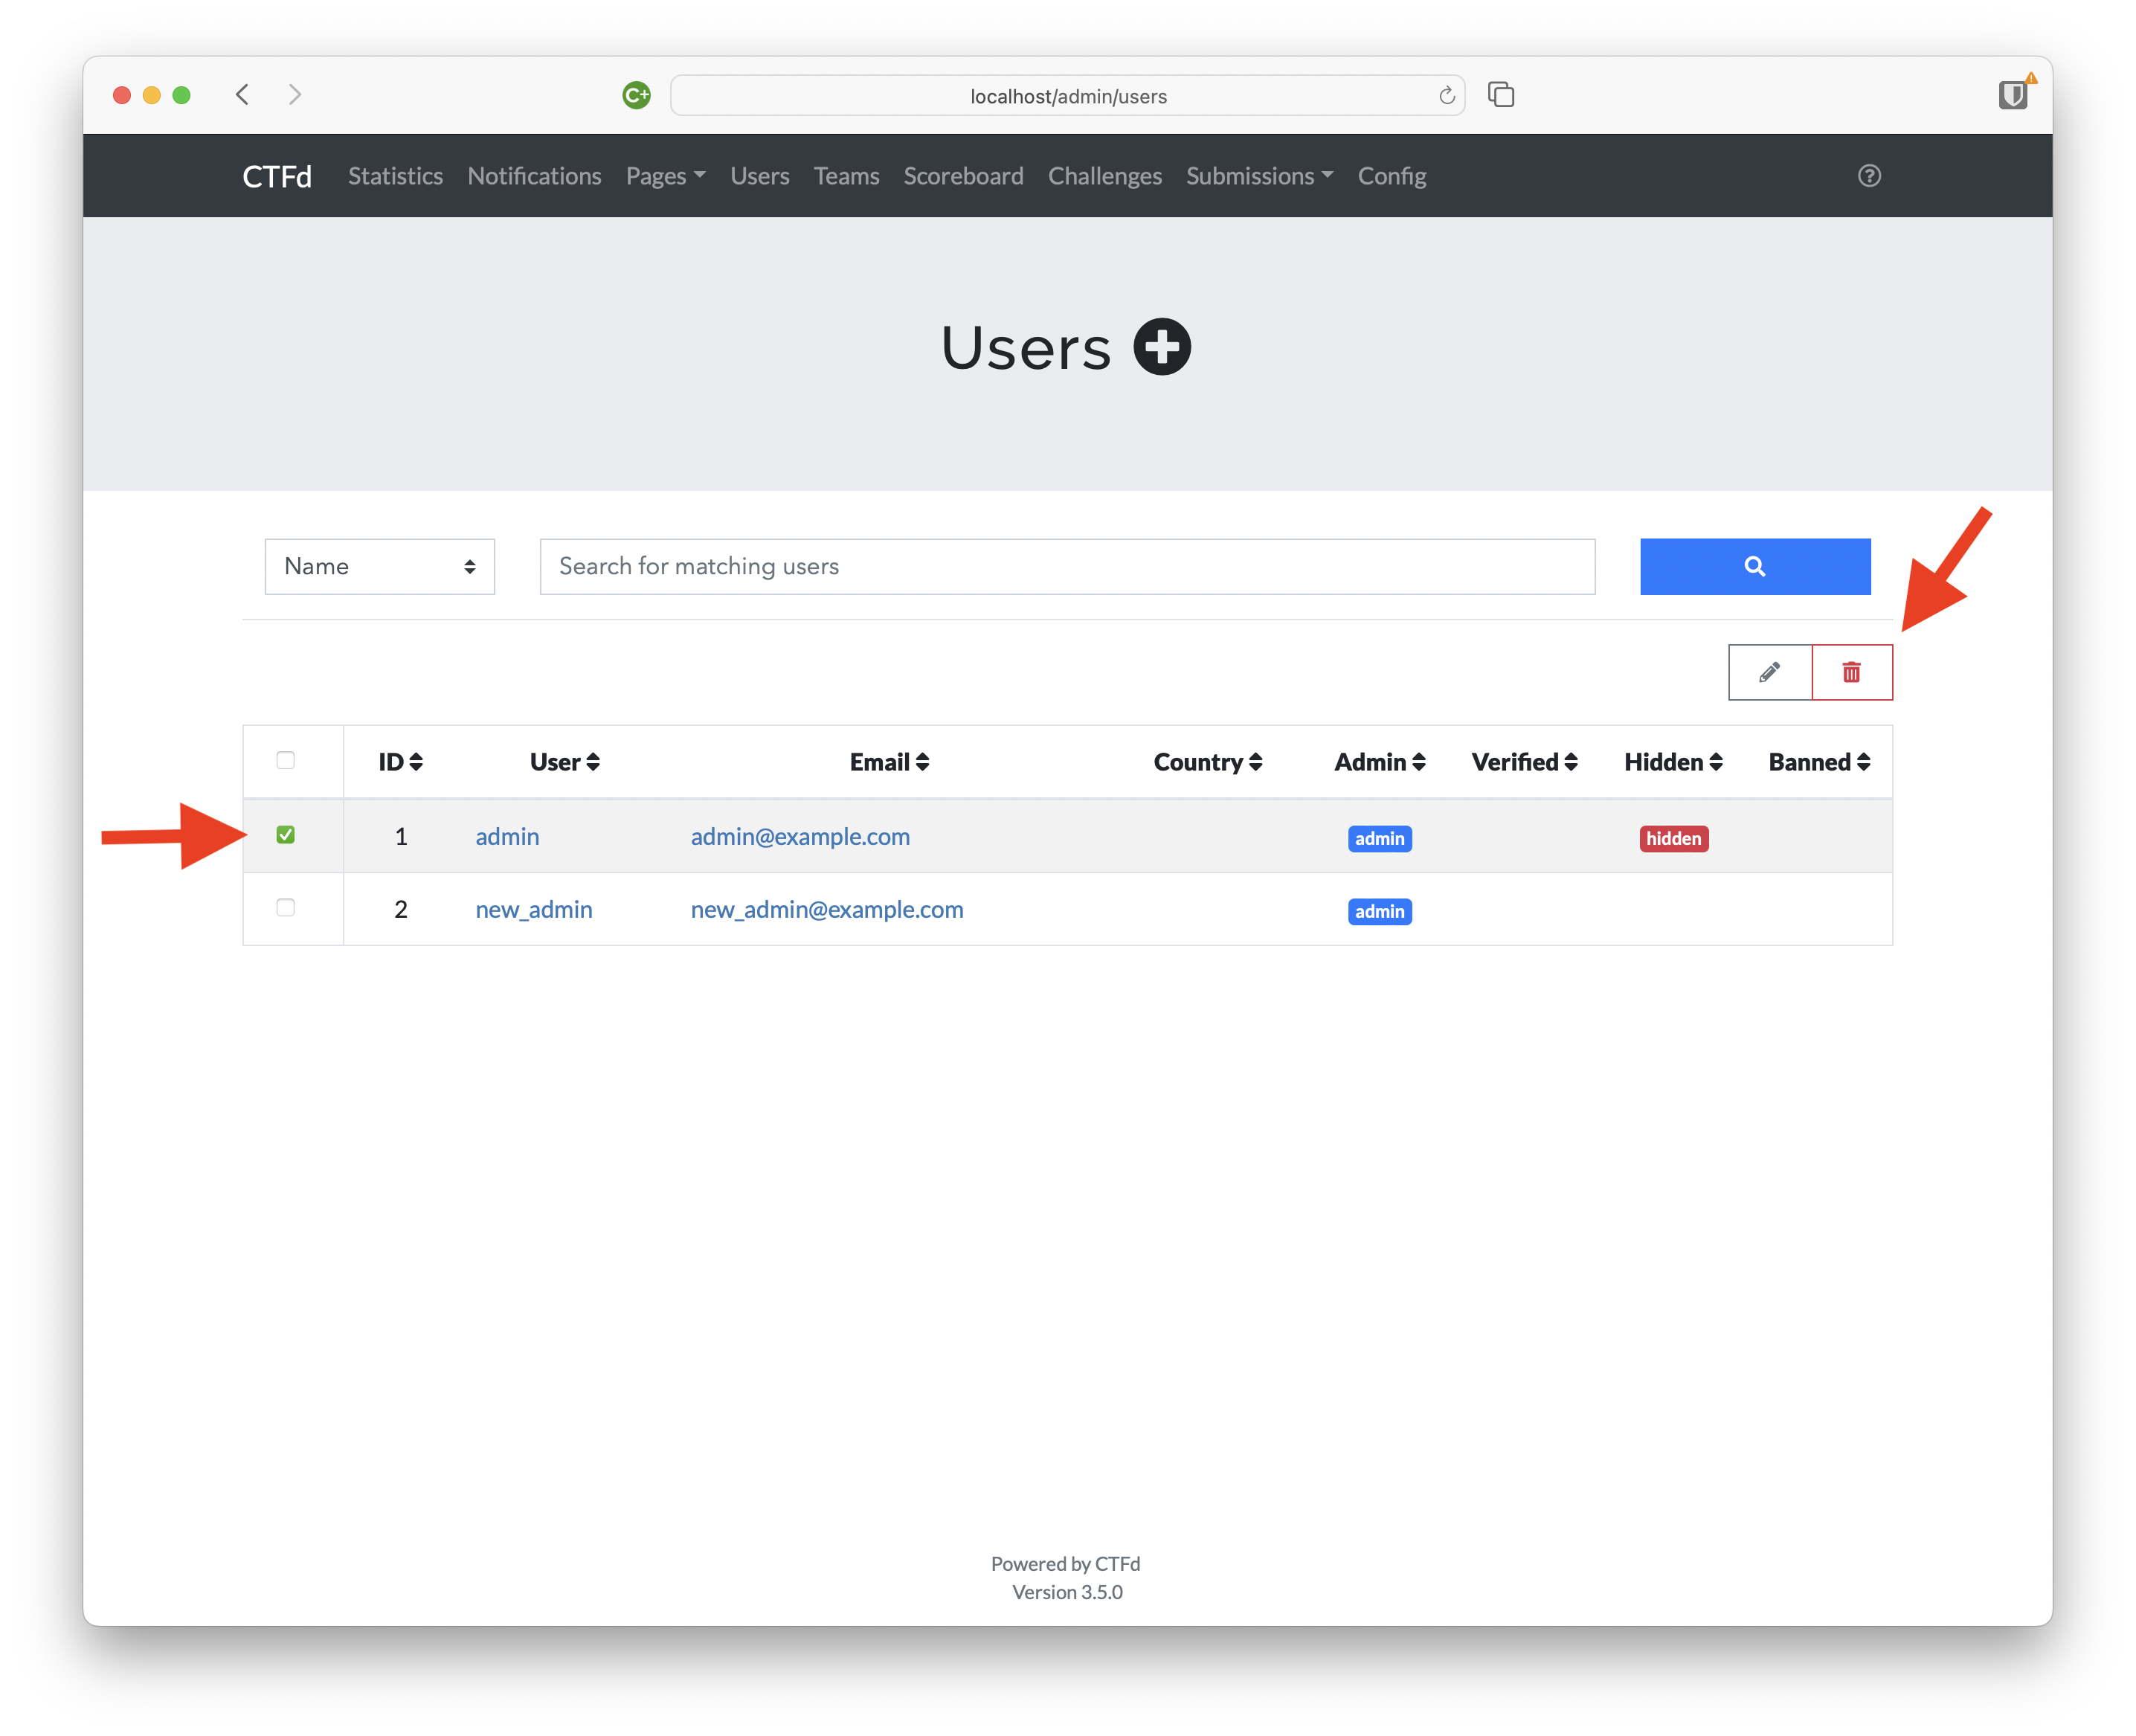 localhost/admin/users
CTFd Statistics Notifications Pages Users Teams Scoreboard Challenges Submissions Config
Users
Name Search for matching users
ID User Email Country Admin Verified Hidden Banned
1 admin admin@example.com admin hidden
2 new_admin new_admin@example.com admin
Powered by CTFd
Version 3.5.0